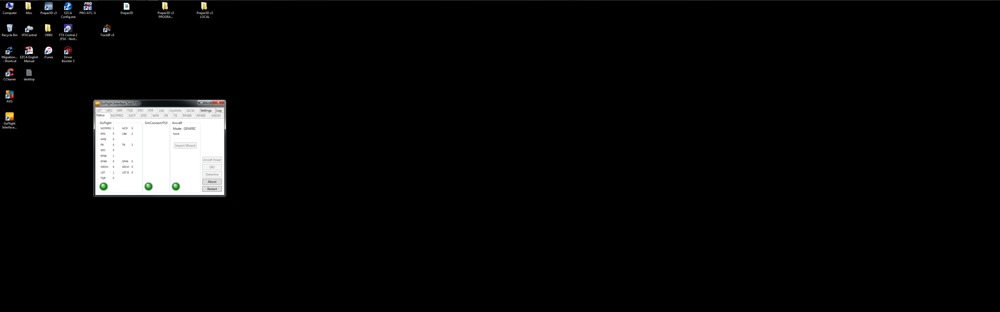 Computer
Misc
Prepar3D v3
EZCA
Config.exe
PRO-ATC-X
Prepar3D
Prepar3D v3
PROGRA...
Prepar3D v3
LOCAL
Recycle Bin
VFXCentral
ORBX
FTX Central 2
(FSX - Nort...
TrackIR v5
Migration...
- Shortcut
EZCA English
Manual
iTunes
Driver
Booster 3
CCleaner
desktop
AVG
GoFlight
Interface...
GoFlight Interface Tool P3D
LGT 46O 46R TQ6 45O 45R 166 Joysticks SECM Settings Log
Status MCPPRO MCP EFIS WP6 P8 T8 RP48B RP48R MESM
GoFlight SimConnect/FSX Aircraft
MCPPRO: 1 MCP: 0 Mode: GENERIC
EFIS: 0 166: 2 None
WP6: 0
P8: 0 T8: 2 Import Wizard
DIO: 0
RP48: 1
GF46: 0 GF45: 0 Aircraft Power
MESM: 0 SECM: 0 DIO
LGT: 1 LGT II: 0 Detective
TQ6: 0
About
Restart